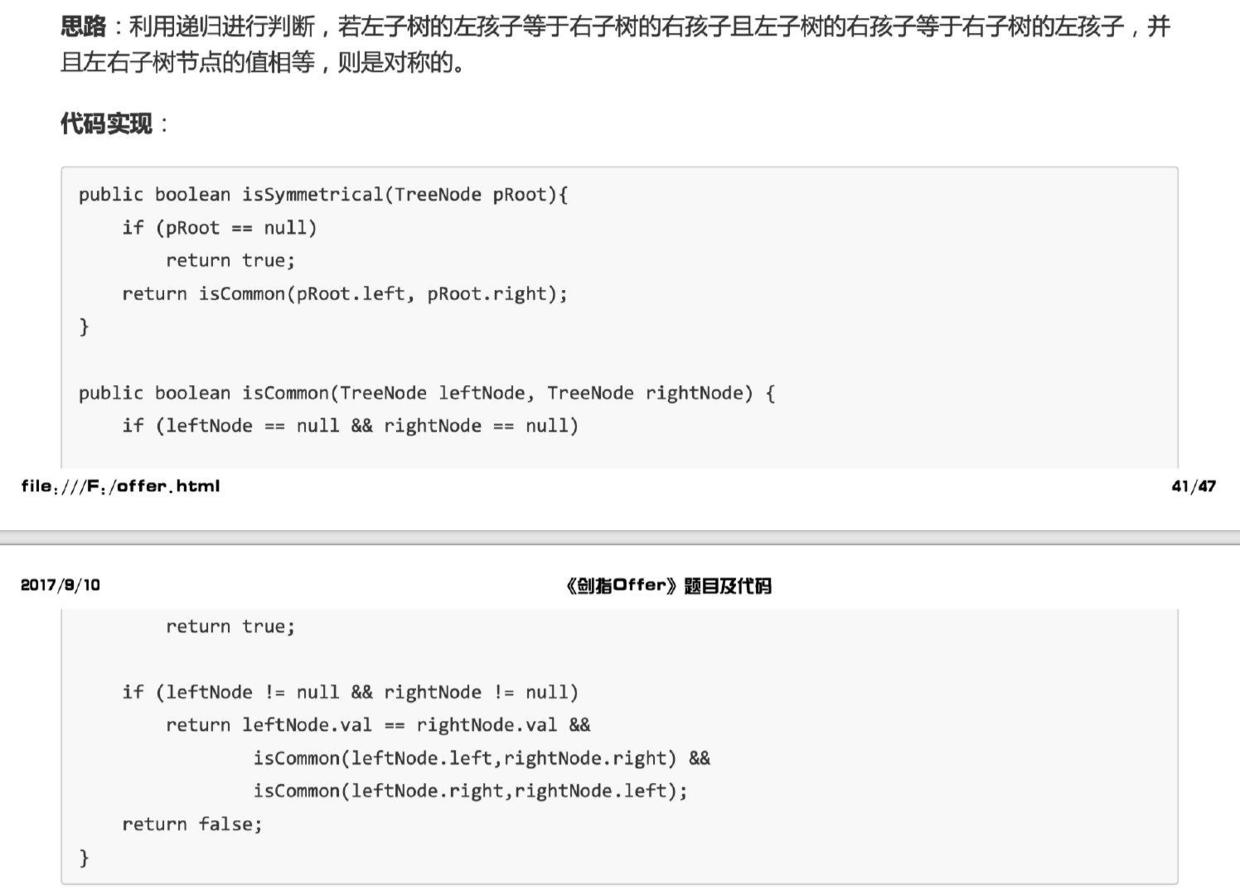 思路：利用递归进行判断，若左子树的左孩子等于右子树的右孩子且左子树的右孩子等于右子树的左孩子，并
且左右子树节点的值相等，则是对称的。
代码实现：
public boolean isSymmetrical(TreeNode pRoot){
    if (pRoot == null)
        return true;
    return isCommon(pRoot.left, pRoot.right);
}
public boolean isCommon(TreeNode leftNode, TreeNode rightNode) {
    if (leftNode == null && rightNode == null)
file:///F:/offer.html 41/47
2017/9/10 《剑指Offer》题目及代码
        return true;
    if (leftNode != null && rightNode != null)
        return leftNode.val == rightNode.val &&
                isCommon(leftNode.left,rightNode.right) &&
                isCommon(leftNode.right,rightNode.left);
    return false;
}